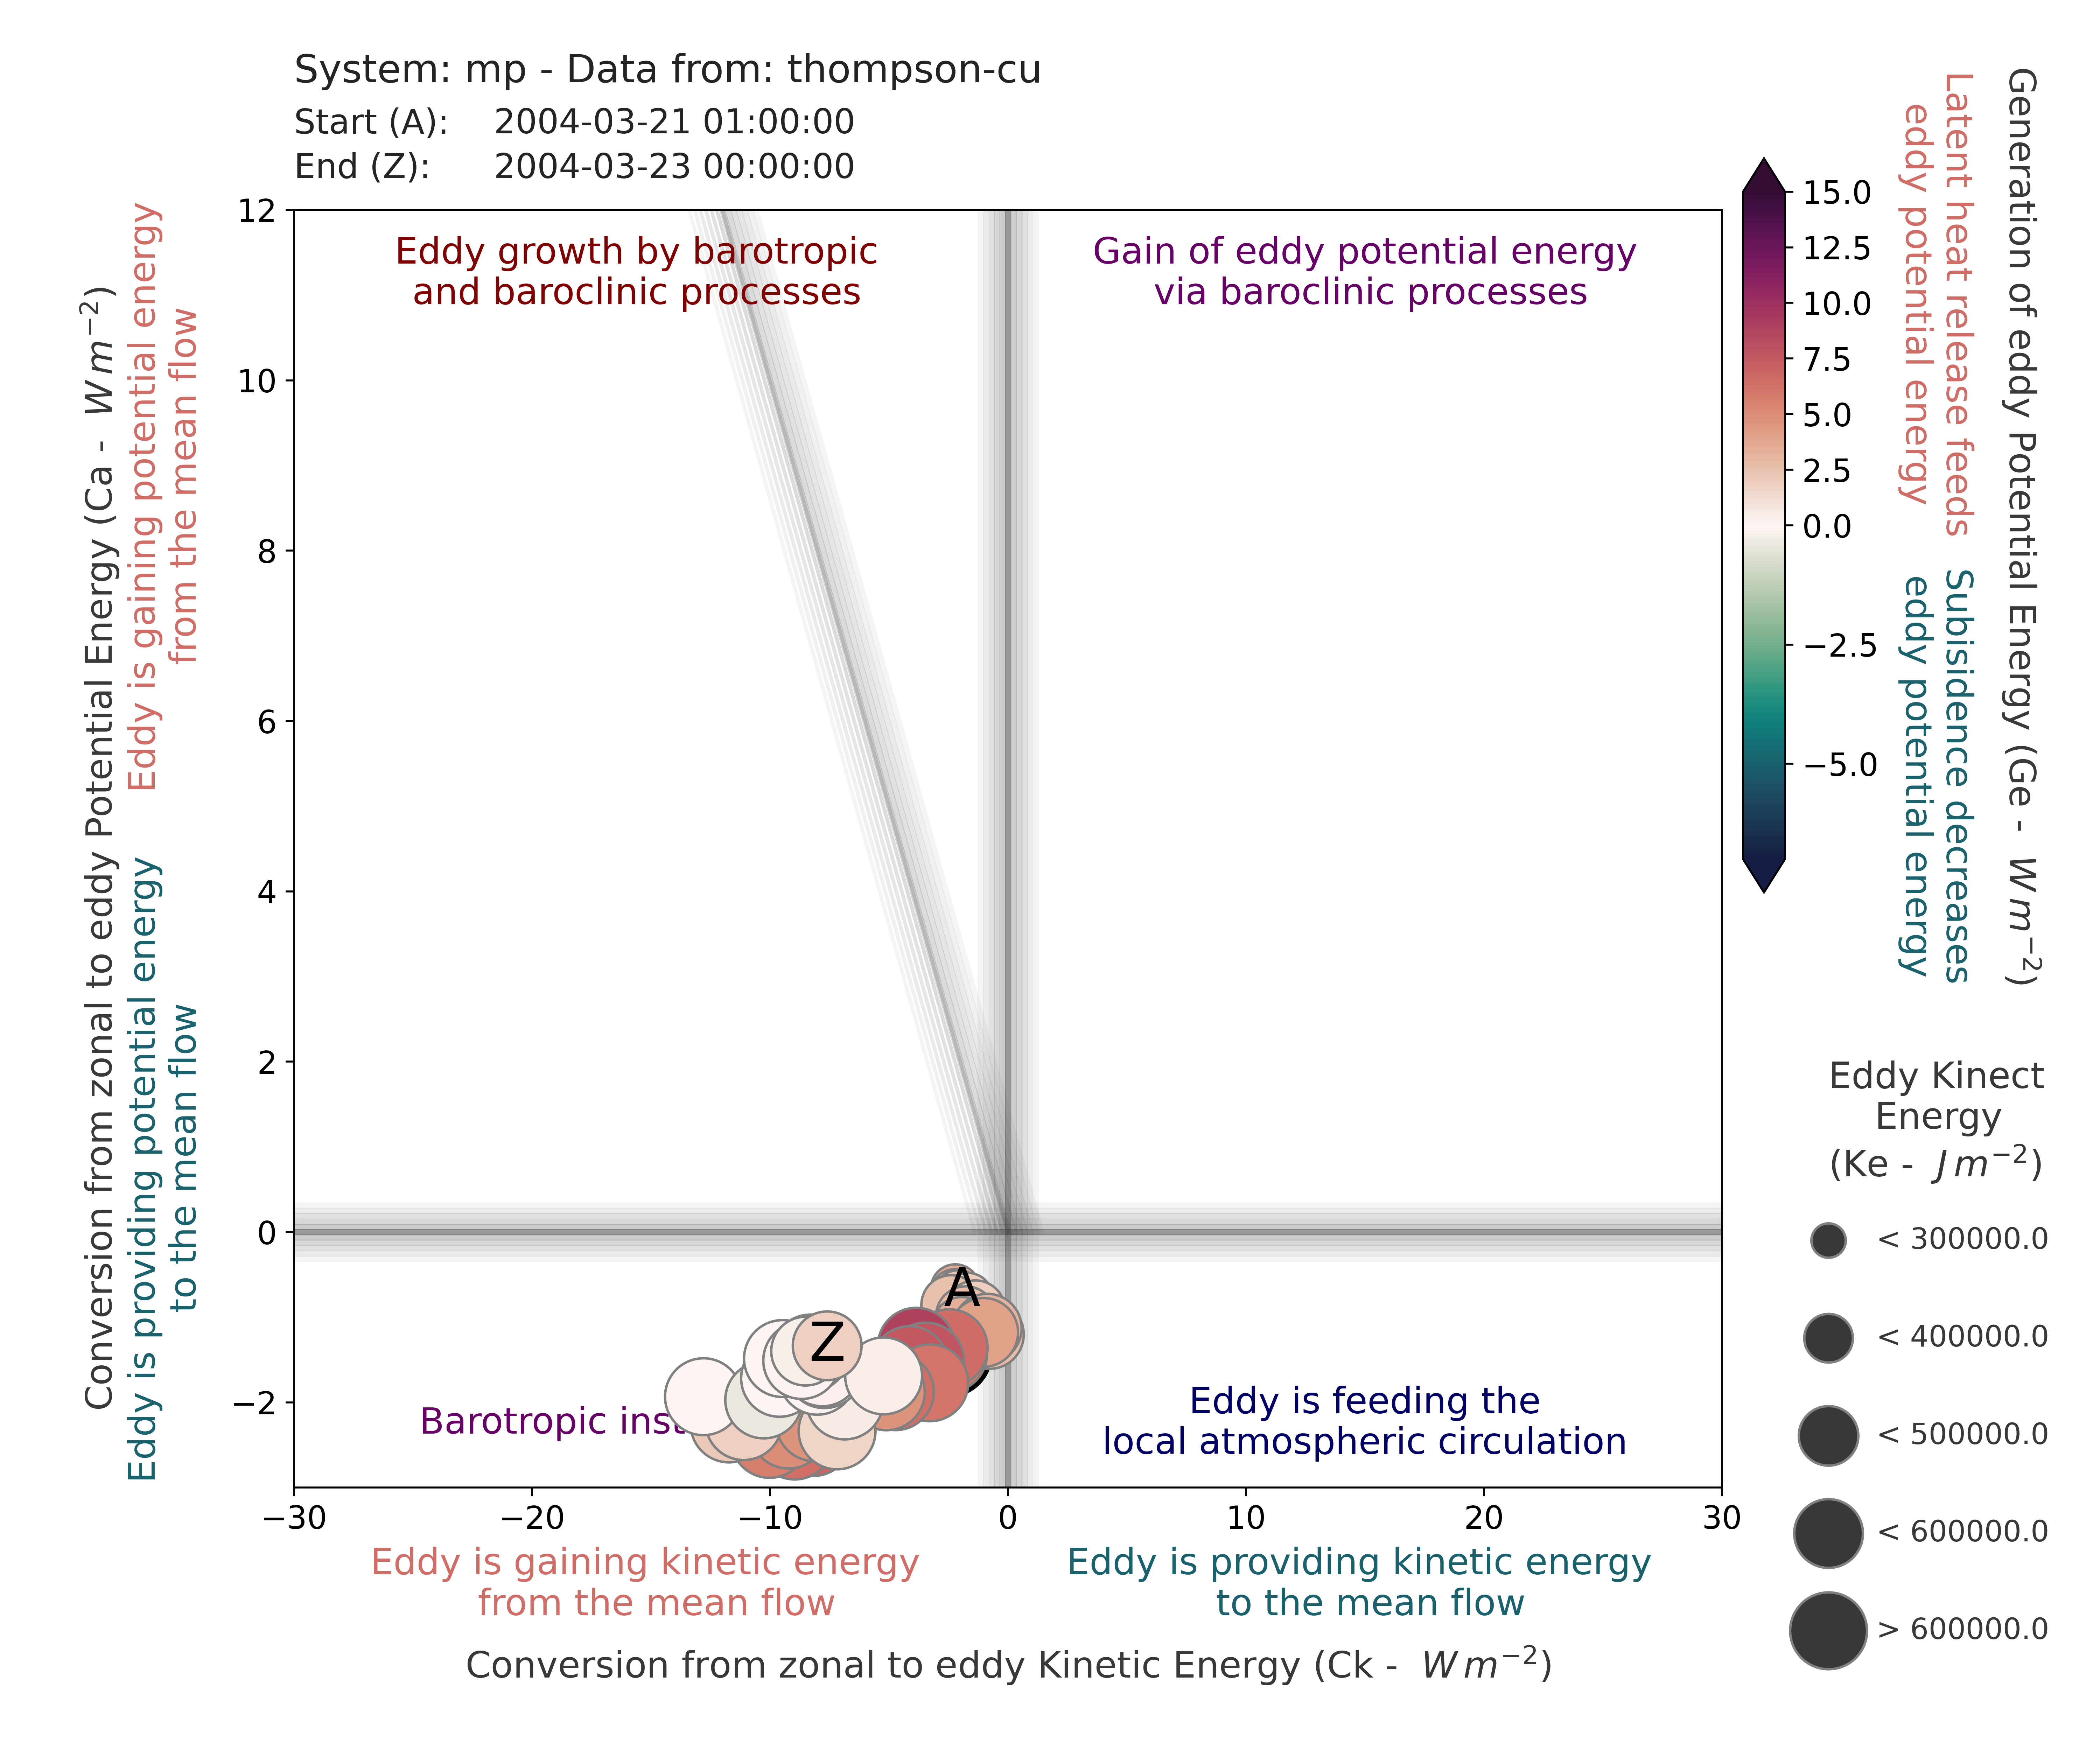 System: mp - Data from: thompson-cu
Start (A): 2004-03-21 01:00:00
End (Z): 2004-03-23 00:00:00
Conversion from zonal to eddy Potential Energy (Ca - W m⁻²)
Eddy is gaining potential energy
from the mean flow
Eddy is providing potential energy
to the mean flow
12
10
8
6
4
2
0
−2
Eddy growth by barotropic
and baroclinic processes
Gain of eddy potential energy
via baroclinic processes
A
Z
Barotropic
Eddy is feeding the
local atmospheric circulation
−30 −20 −10 0 10 20 30
Eddy is gaining kinetic energy
from the mean flow
Eddy is providing kinetic energy
to the mean flow
Conversion from zonal to eddy Kinetic Energy (Ck - W m⁻²)
15.0
12.5
10.0
7.5
5.0
2.5
0.0
−2.5
−5.0
Latent heat release feeds
eddy potential energy
Subisidence decreases
eddy potential energy
Generation of eddy Potential Energy (Ge - W m⁻²)
Eddy Kinect
Energy
(Ke - J m⁻²)
< 300000.0
< 400000.0
< 500000.0
< 600000.0
> 600000.0